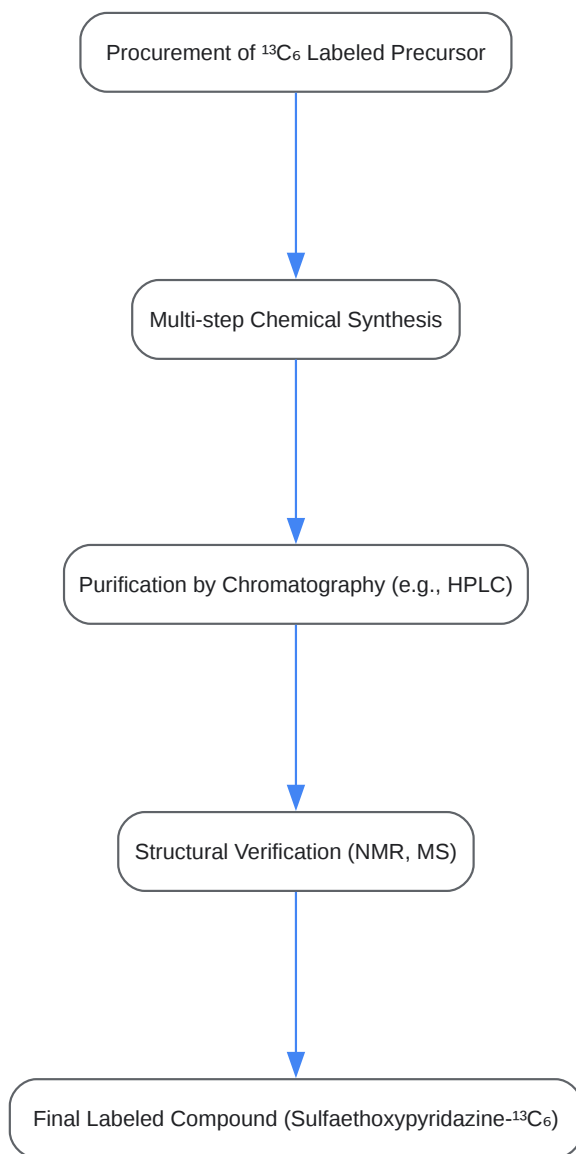 Procurement of ¹³C₆ Labeled Precursor
Multi-step Chemical Synthesis
Purification by Chromatography (e.g., HPLC)
Structural Verification (NMR, MS)
Final Labeled Compound (Sulfaethoxypyridazine-¹³C₆)